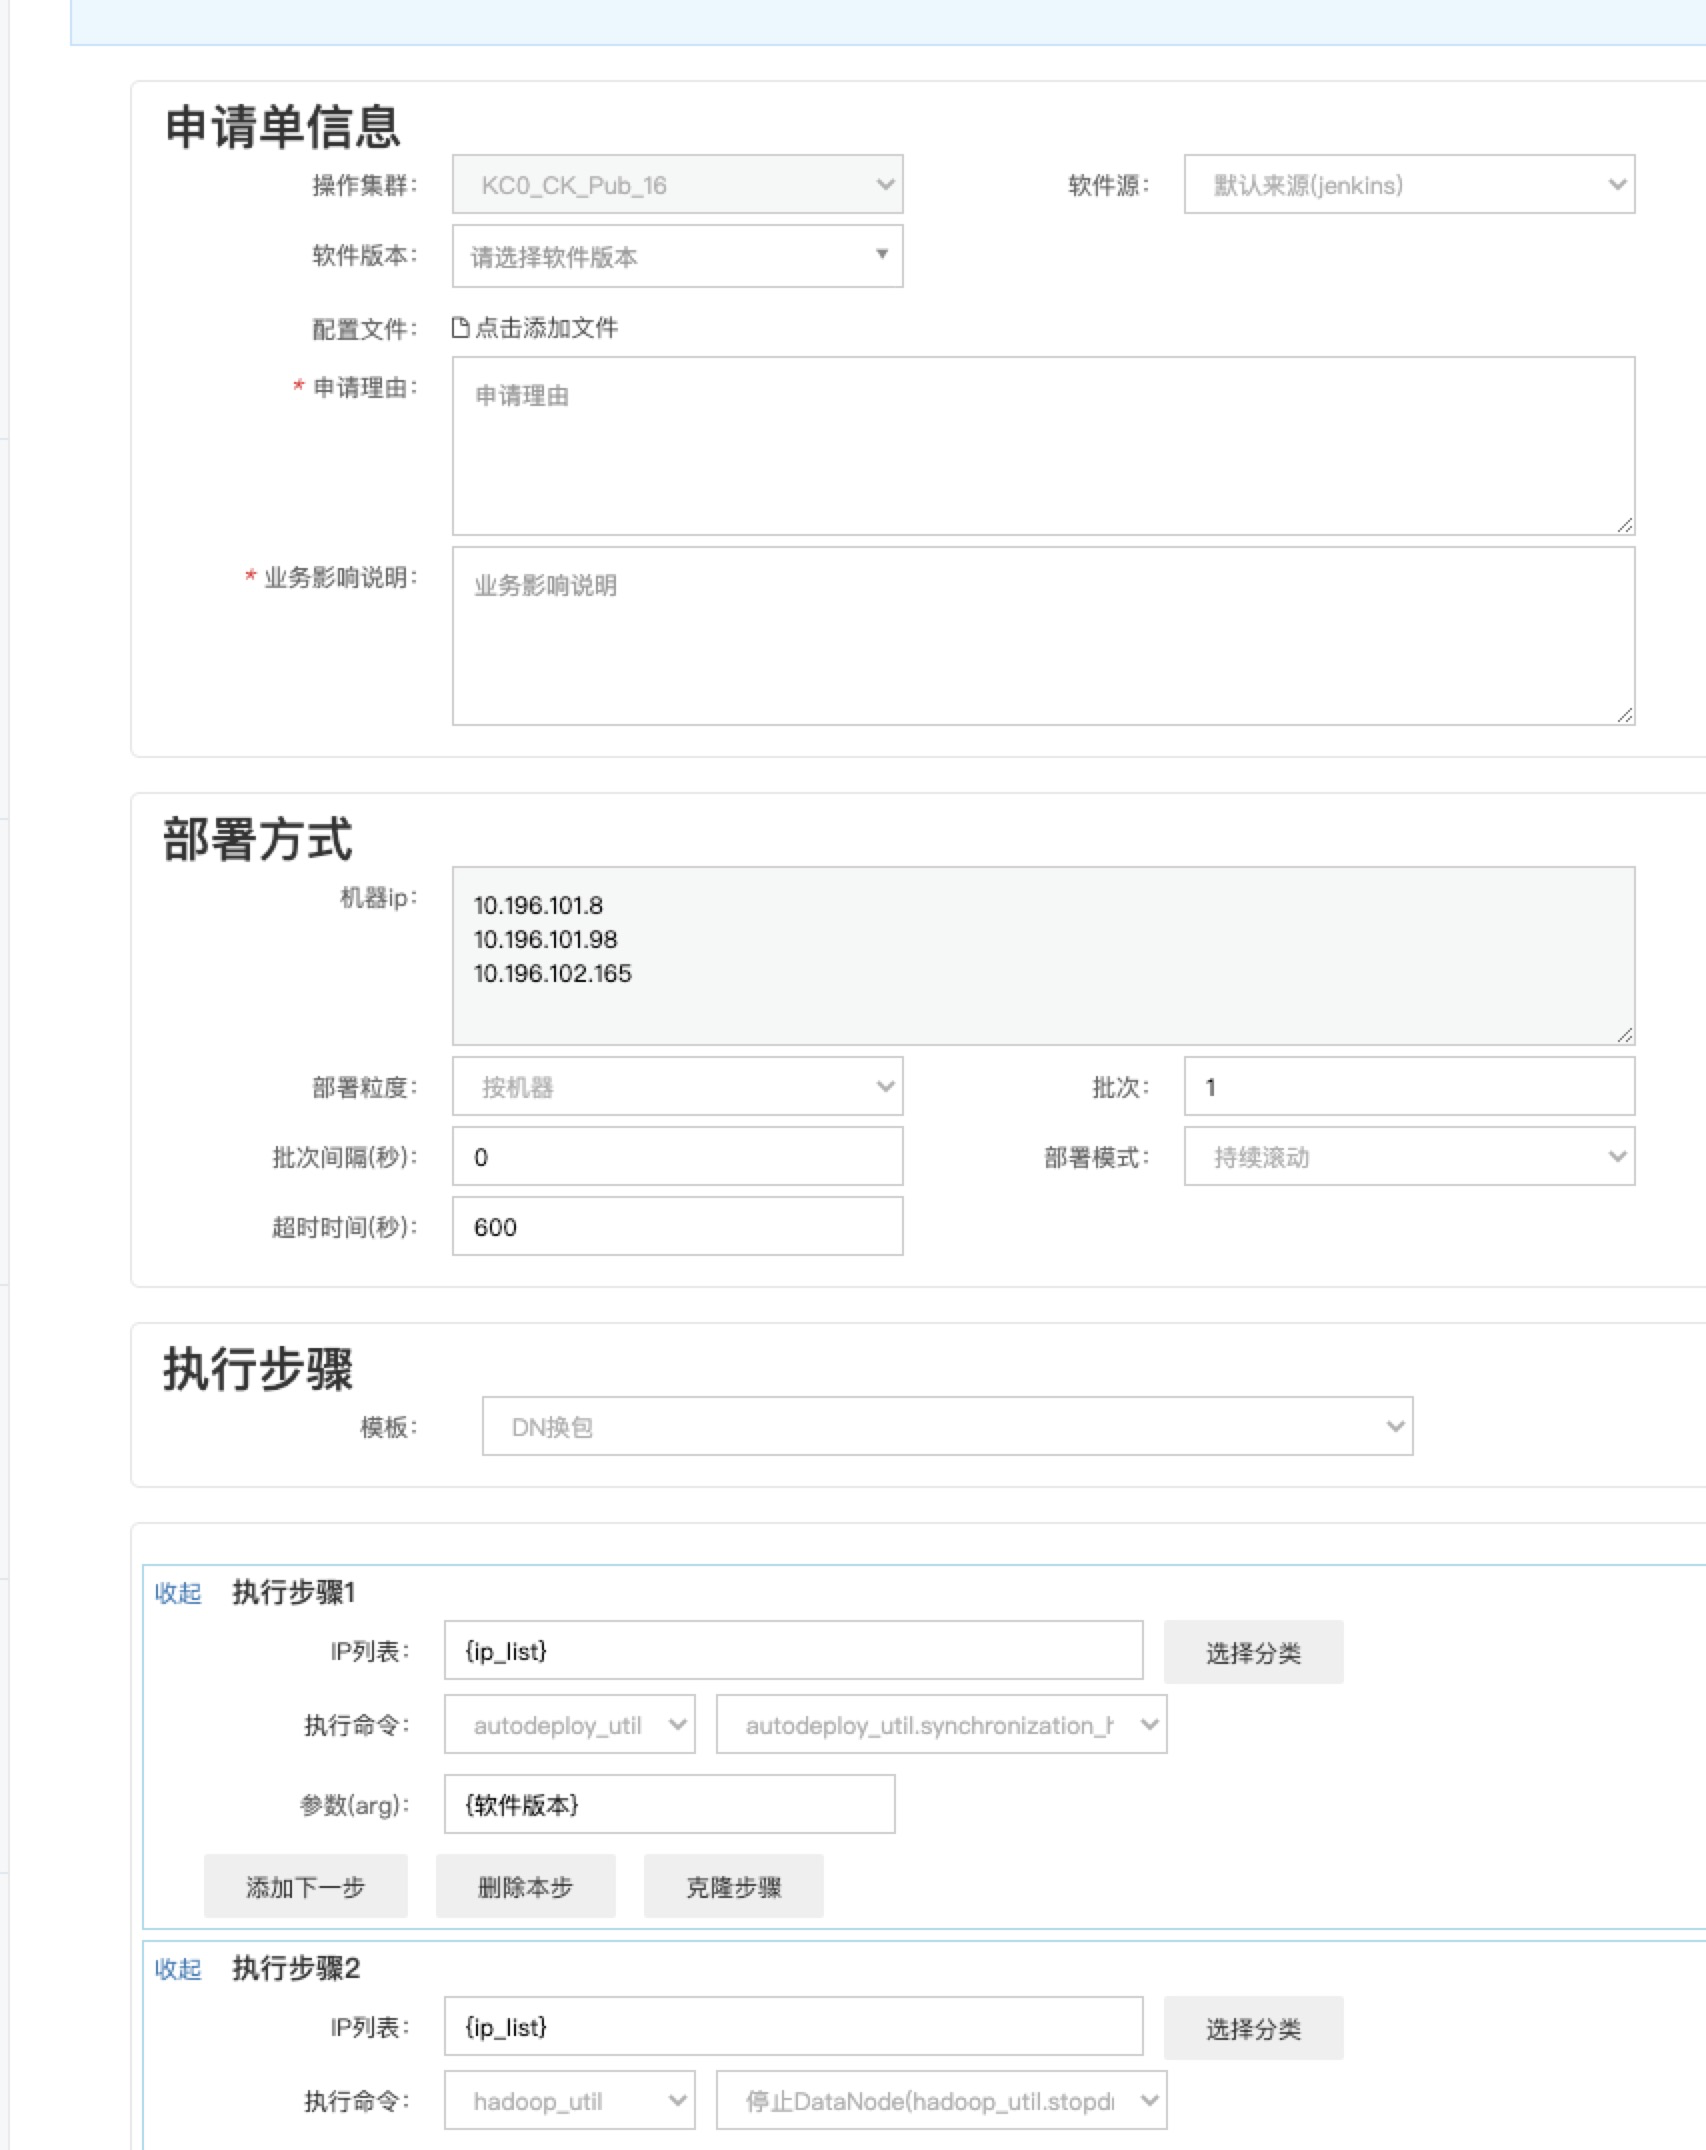 申请单信息
操作集群： KC0_CK_Pub_16 软件源： 默认来源(jenkins)
软件版本： 请选择软件版本
配置文件： 点击添加文件
* 申请理由： 申请理由
* 业务影响说明： 业务影响说明
部署方式
机器ip： 10.196.101.8
10.196.101.98
10.196.102.165
部署粒度： 按机器 批次： 1
批次间隔(秒)： 0 部署模式： 持续滚动
超时时间(秒)： 600
执行步骤
模板： DN换包
收起 执行步骤1
IP列表： {ip_list} 选择分类
执行命令： autodeploy_util autodeploy_util.synchronization_h
参数(arg)： {软件版本}
添加下一步 删除本步 克隆步骤
收起 执行步骤2
IP列表： {ip_list} 选择分类
执行命令： hadoop_util 停止DataNode(hadoop_util.stopd